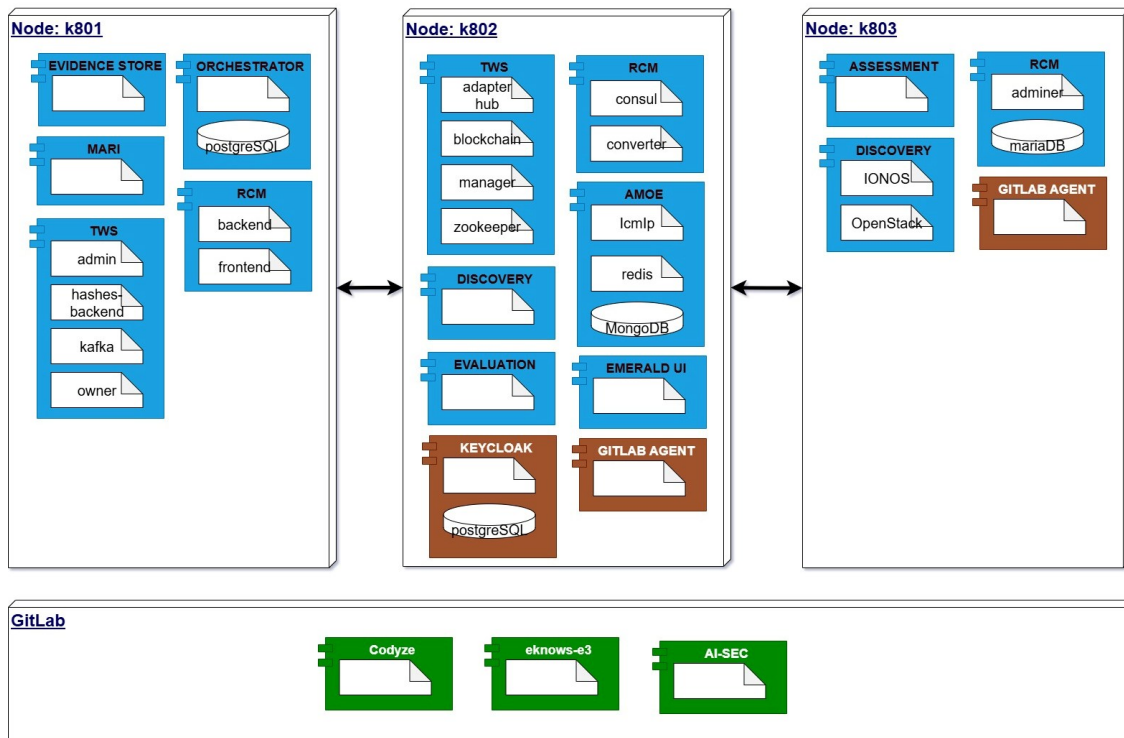 Node: k801
EVIDENCE STORE
ORCHESTRATOR
postgreSQL
MARI
RCM
backend
frontend
TWS
admin
hashes-
backend
kafka
owner
Node: k802
TWS
adapter
hub
blockchain
manager
zookeeper
RCM
consul
converter
AMOE
Icmlp
redis
MongoDB
DISCOVERY
EVALUATION
EMERALD UI
KEYCLOAK
postgreSQL
GITLAB AGENT
Node: k803
ASSESSMENT
RCM
adminer
mariaDB
DISCOVERY
IONOS
OpenStack
GITLAB AGENT
GitLab
Codyze
eknows-e3
AI-SEC